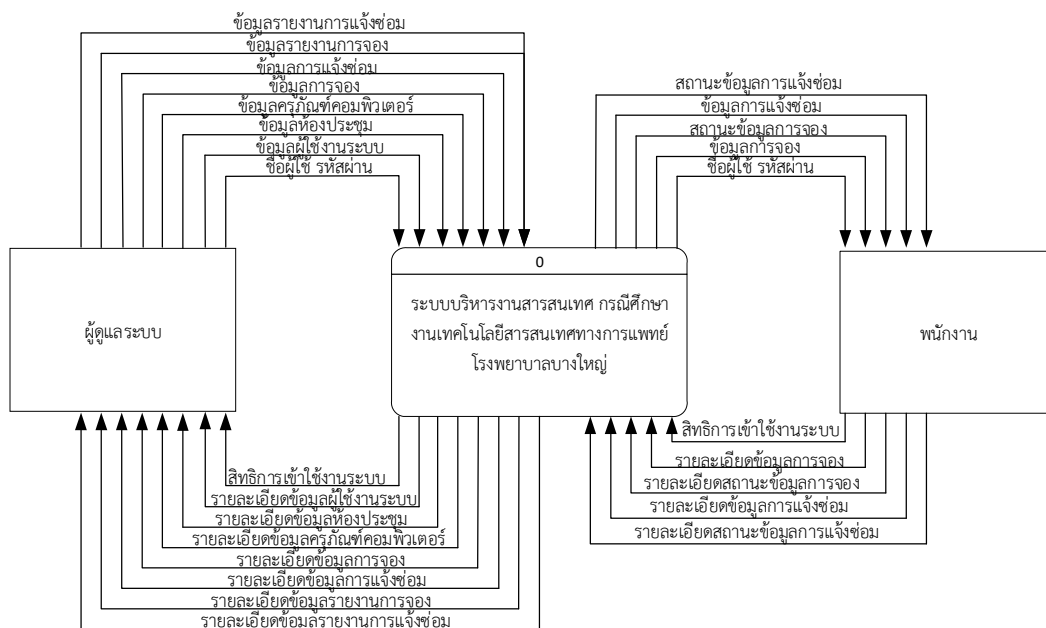 ข้อมูลรายงานการแจ้งซ่อม
ข้อมูลรายงานการจอง
ข้อมูลการแจ้งซ่อม
ข้อมูลการจอง
ข้อมูลครุภัณฑ์คอมพิวเตอร์
ข้อมูลห้องประชุม
ข้อมูลผู้ใช้งานระบบ
ชื่อผู้ใช้ รหัสผ่าน
สถานะข้อมูลการแจ้งซ่อม
ข้อมูลการแจ้งซ่อม
สถานะข้อมูลการจอง
ข้อมูลการจอง
ชื่อผู้ใช้ รหัสผ่าน
ผู้ดูแลระบบ
0
ระบบบริหารงานสารสนเทศ กรณีศึกษา
งานเทคโนโลยีสารสนเทศทางการแพทย์
โรงพยาบาลบางใหญ่
พนักงาน
สิทธิการเข้าใช้งานระบบ
รายละเอียดข้อมูลผู้ใช้งานระบบ
รายละเอียดข้อมูลห้องประชุม
รายละเอียดข้อมูลครุภัณฑ์คอมพิวเตอร์
รายละเอียดข้อมูลการจอง
รายละเอียดข้อมูลการแจ้งซ่อม
รายละเอียดข้อมูลรายงานการจอง
รายละเอียดข้อมูลรายงานการแจ้งซ่อม
สิทธิการเข้าใช้งานระบบ
รายละเอียดข้อมูลการจอง
รายละเอียดสถานะข้อมูลการจอง
รายละเอียดข้อมูลการแจ้งซ่อม
รายละเอียดสถานะข้อมูลการแจ้งซ่อม